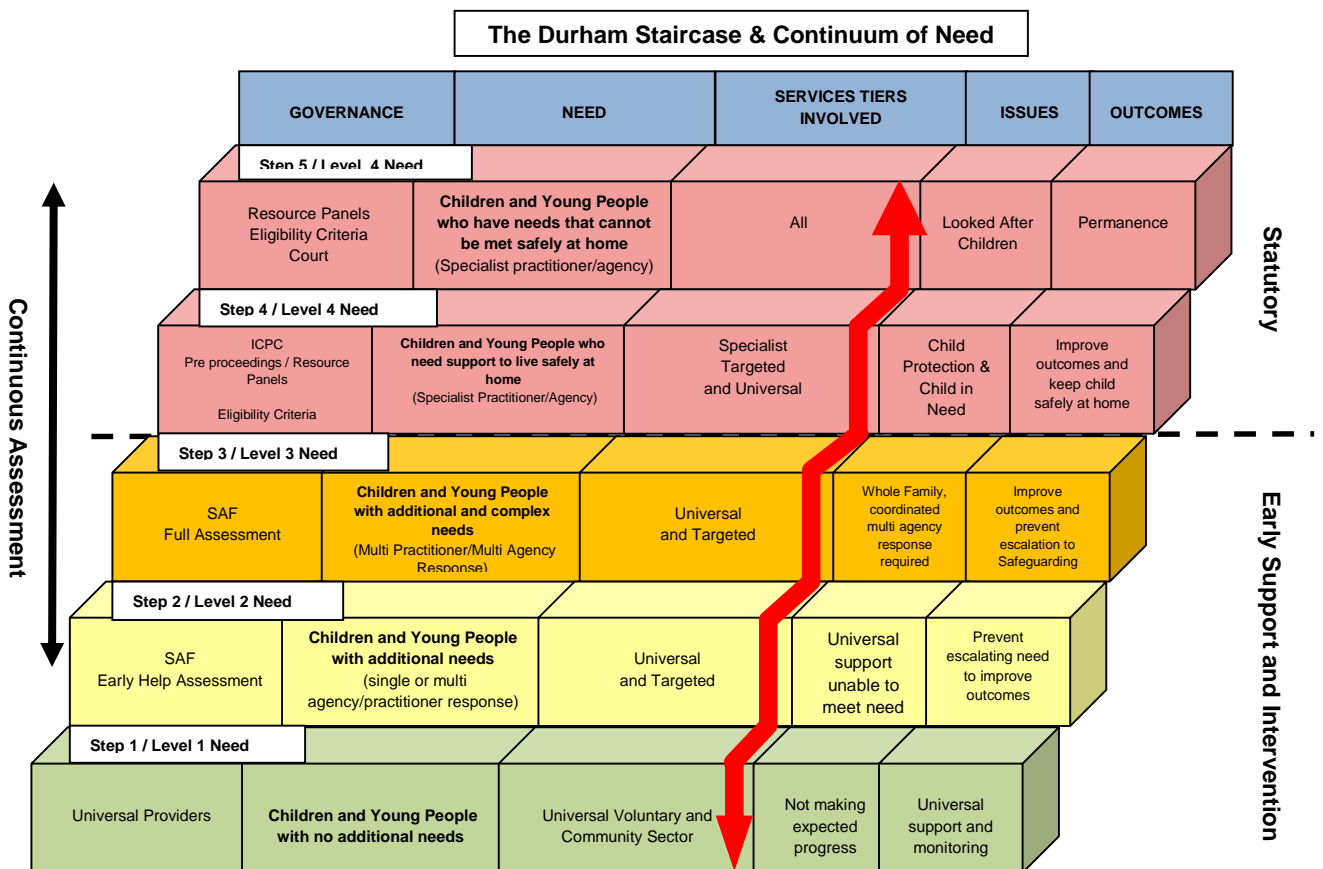 The Durham Staircase & Continuum of Need
GOVERNANCE
NEED
SERVICES TIERS
INVOLVED
ISSUES
OUTCOMES
Step 5 / Level 4 Need
Resource Panels
Eligibility Criteria
Court
Children and Young People
who have needs that cannot
be met safely at home
(Specialist practitioner/agency)
All
Looked After
Children
Permanence
Step 4 / Level 4 Need
ICPC
Pre proceedings / Resource
Panels
Eligibility Criteria
Children and Young People who
need support to live safely at
home
(Specialist Practitioner/Agency)
Specialist
Targeted
and Universal
Child
Protection &
Child in
Need
Improve
outcomes and
keep child
safely at home
Step 3 / Level 3 Need
SAF
Full Assessment
Children and Young People
with additional and complex
needs
(Multi Practitioner/Multi Agency
Response)
Universal
and Targeted
Whole Family,
coordinated
multi agency
response
required
Improve
outcomes and
prevent
escalation to
Safeguarding
Step 2 / Level 2 Need
SAF
Early Help Assessment
Children and Young People
with additional needs
(single or multi
agency/practitioner response)
Universal
and Targeted
Universal
support
unable to
meet need
Prevent
escalating need
to improve
outcomes
Step 1 / Level 1 Need
Universal Providers
Children and Young People
with no additional needs
Universal Voluntary and
Community Sector
Not making
expected
progress
Universal
support and
monitoring
Continuous Assessment
Statutory
Early Support and Intervention